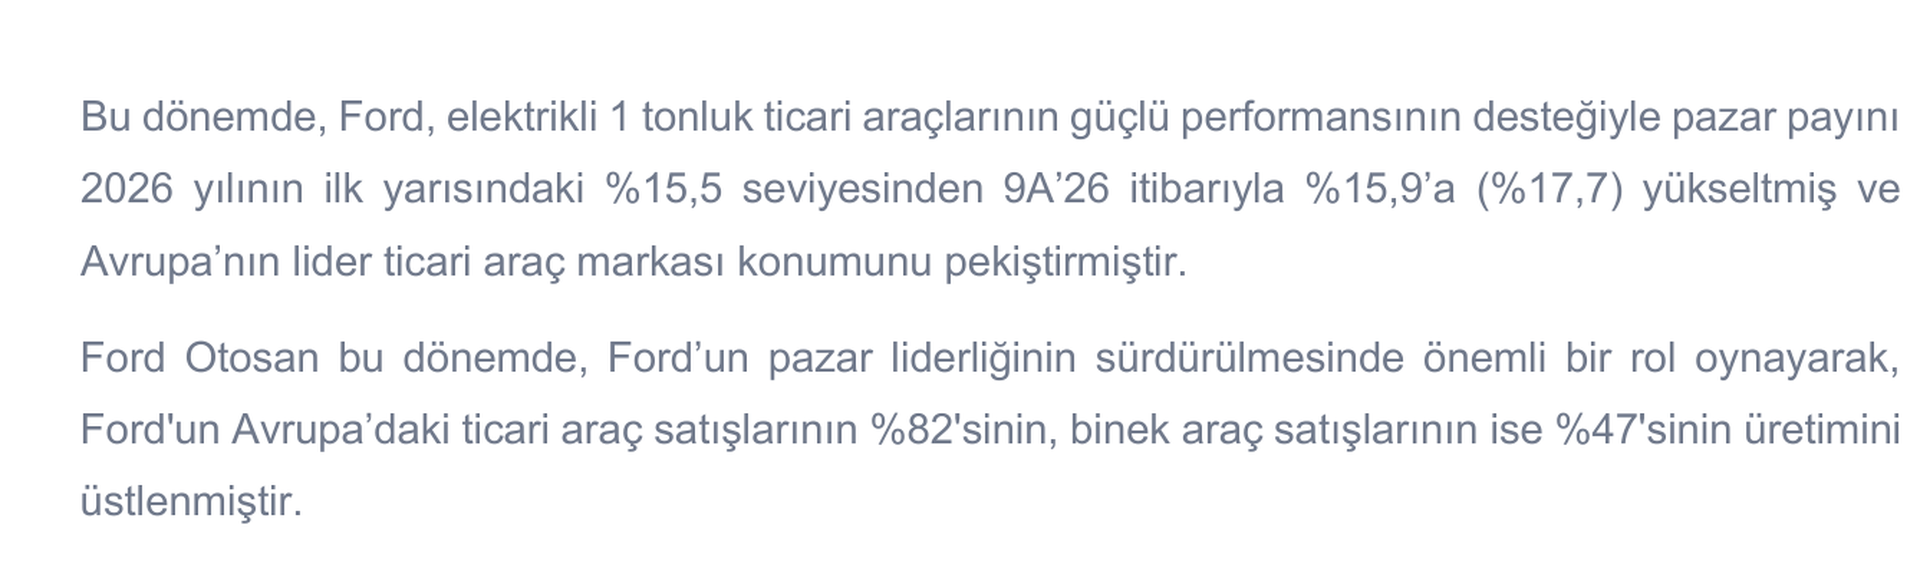 Bu dönemde, Ford, elektrikli 1 tonluk ticari araçlarının güçlü performansının desteğiyle pazar payını
2026 yılının ilk yarısındaki %15,5 seviyesinden 9A’26 itibarıyla %15,9’a (%17,7) yükseltmiş ve
Avrupa’nın lider ticari araç markası konumunu pekiştirmiştir.
Ford Otosan bu dönemde, Ford’un pazar liderliğinin sürdürülmesinde önemli bir rol oynayarak,
Ford'un Avrupa’daki ticari araç satışlarının %82'sinin, binek araç satışlarının ise %47'sinin üretimini
üstlenmiştir.